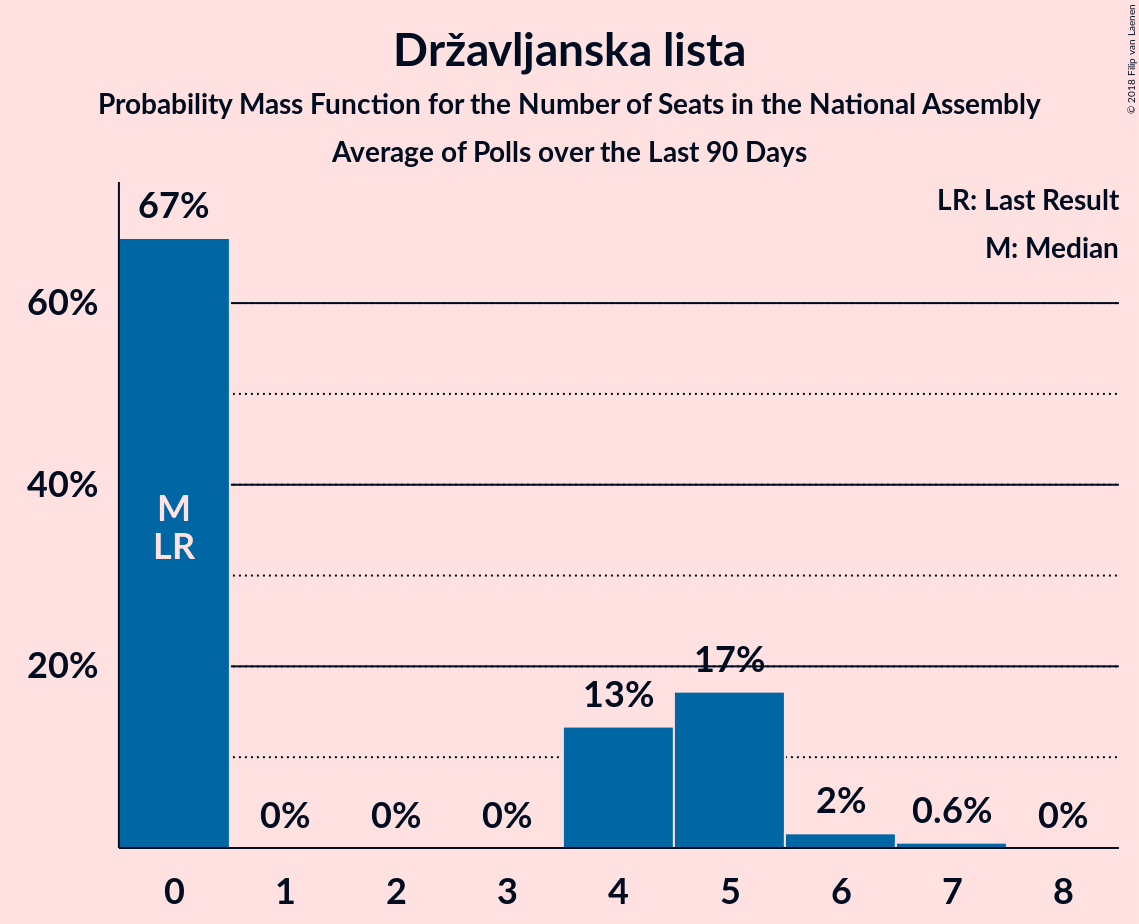 Državljanska lista
Probability Mass Function for the Number of Seats in the National Assembly
Average of Polls over the Last 90 Days
© 2018 Filip van Laenen
LR: Last Result
M: Median
67%
60%
40%
20%
M
LR
0%
0%
0%
13%
17%
2%
0.6%
0%
0 1 2 3 4 5 6 7 8